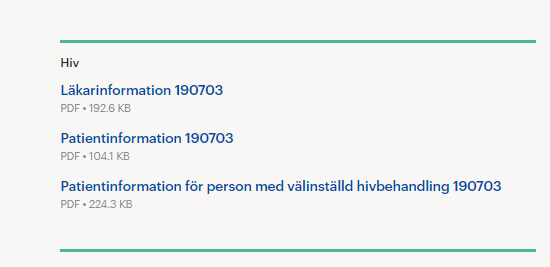 Hiv
Läkarinformation 190703
PDF • 192.6 KB
Patientinformation 190703
PDF • 104.1 KB
Patientinformation för person med välinställd hivbehandling 190703
PDF • 224.3 KB